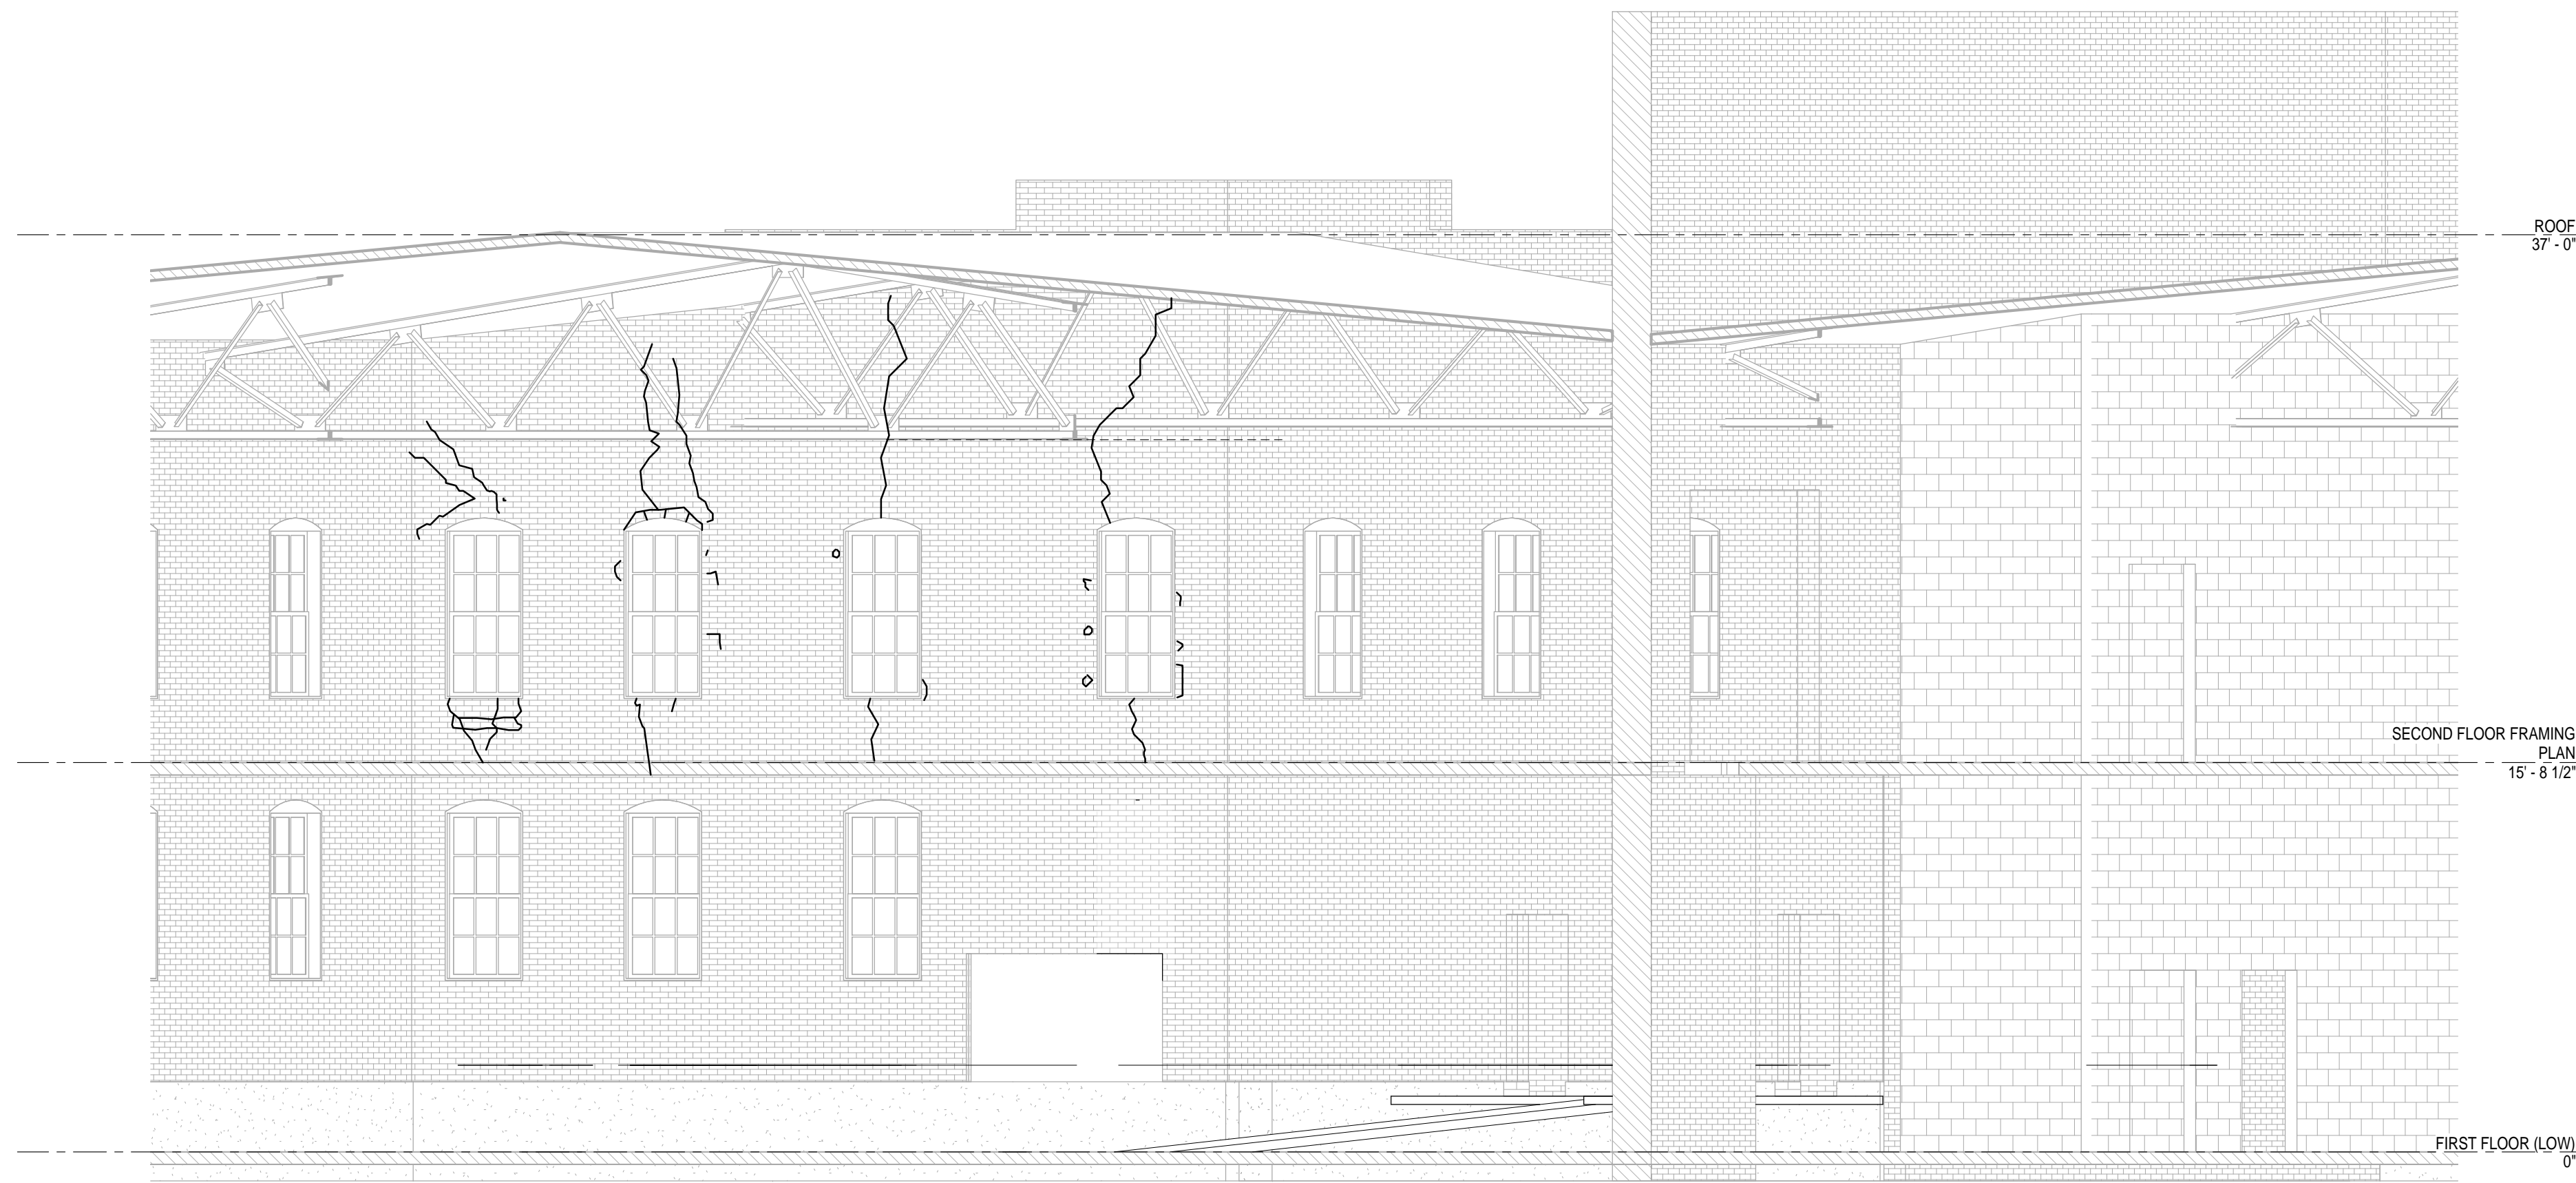 ROOF
37' - 0"
SECOND FLOOR FRAMING
PLAN
15' - 8 1/2"
FIRST FLOOR (LOW)
0"